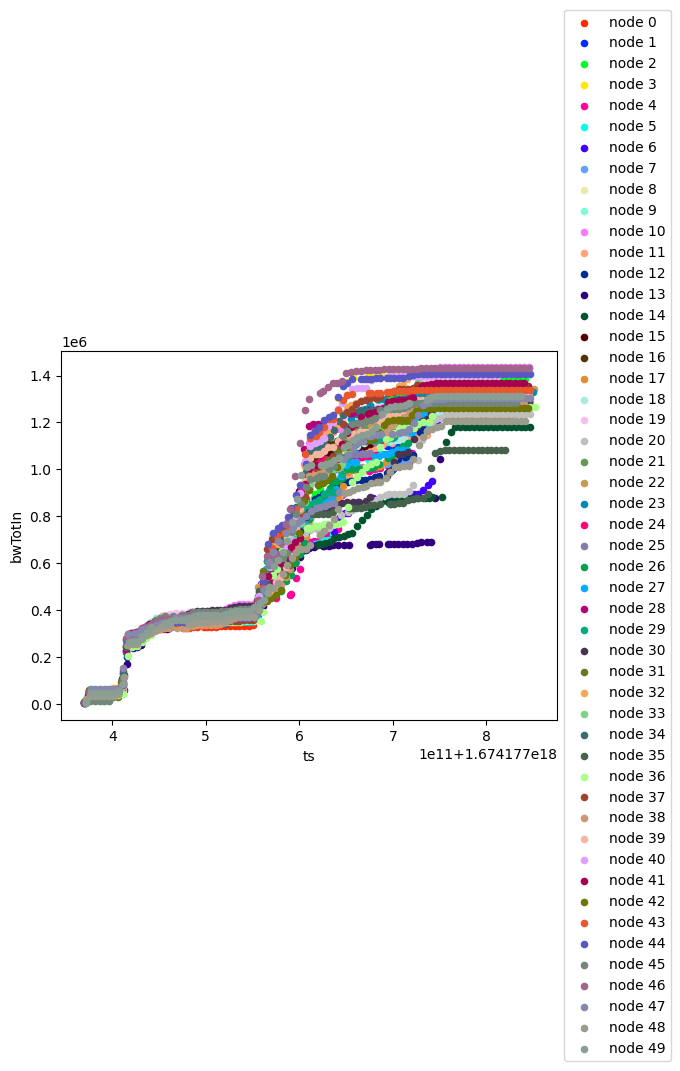 1e6
bwTotIn
1.4
1.2
1.0
0.8
0.6
0.4
0.2
0.0
4 5 6 7 8
ts
1e11+1.674177e18
node 0
node 1
node 2
node 3
node 4
node 5
node 6
node 7
node 8
node 9
node 10
node 11
node 12
node 13
node 14
node 15
node 16
node 17
node 18
node 19
node 20
node 21
node 22
node 23
node 24
node 25
node 26
node 27
node 28
node 29
node 30
node 31
node 32
node 33
node 34
node 35
node 36
node 37
node 38
node 39
node 40
node 41
node 42
node 43
node 44
node 45
node 46
node 47
node 48
node 49